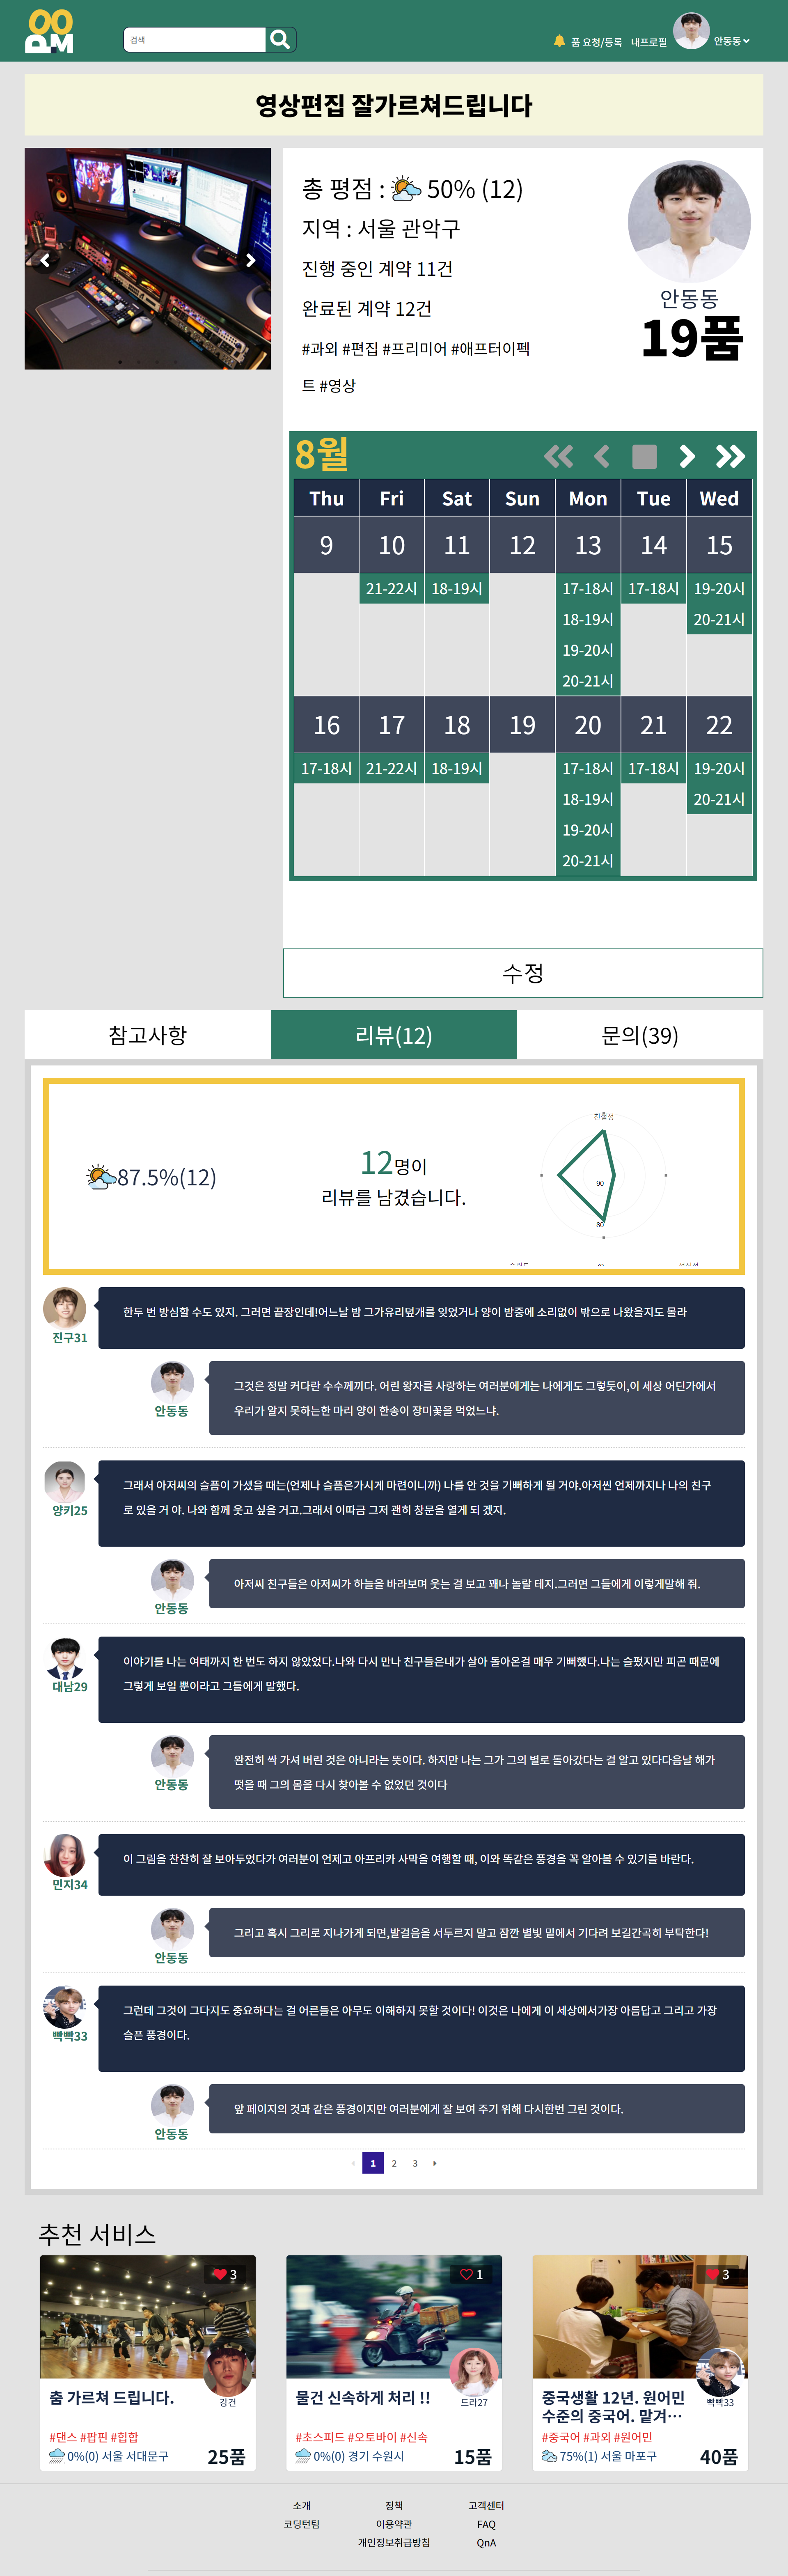 OO
P.M
검색
품 요청/등록
내프로필
안동동
영상편집 잘가르쳐드립니다
총 평점 : 50% (12)
지역 : 서울 관악구
진행 중인 계약 11건
완료된 계약 12건
#과외 #편집 #프리미어 #애프터이펙
트 #영상
안동동
19품
8월
Thu Fri Sat Sun Mon Tue Wed
9 10 11 12 13 14 15
21-22시 18-19시 17-18시 17-18시 19-20시
18-19시 20-21시
19-20시
20-21시
16 17 18 19 20 21 22
17-18시 21-22시 18-19시 17-18시 17-18시 19-20시
18-19시 20-21시
19-20시
20-21시
수정
참고사항
리뷰(12)
문의(39)
87.5%(12)
12명이
리뷰를 남겼습니다.
친절성
90
80
한두 번 방심할 수도 있지. 그러면 끝장인데!어느날 밤 그가유리덮개를 잊었거나 양이 밤중에 소리없이 밖으로 나왔을지도 몰라
진구31
그것은 정말 커다란 수수께끼다. 어린 왕자를 사랑하는 여러분에게는 나에게도 그렇듯이,이 세상 어딘가에서
우리가 알지 못하는한 마리 양이 한송이 장미꽃을 먹었느냐.
안동동
그래서 아저씨의 슬픔이 가셨을 때는(언제나 슬픔은가시게 마련이니까) 나를 안 것을 기뻐하게 될 거야.아저씬 언제까지나 나의 친구
로 있을 거 야. 나와 함께 웃고 싶을 거고.그래서 이따금 그저 괜히 창문을 열게 되 겠지.
양키25
아저씨 친구들은 아저씨가 하늘을 바라보며 웃는 걸 보고 꽤나 놀랄 테지.그러면 그들에게 이렇게말해 줘.
안동동
이야기를 나는 여태까지 한 번도 하지 않았었다.나와 다시 만나 친구들은내가 살아 돌아온걸 매우 기뻐했다.나는 슬펐지만 피곤 때문에
그렇게 보일 뿐이라고 그들에게 말했다.
대남29
완전히 싹 가셔 버린 것은 아니라는 뜻이다. 하지만 나는 그가 그의 별로 돌아갔다는 걸 알고 있다다음날 해가
떳을 때 그의 몸을 다시 찾아볼 수 없었던 것이다
안동동
이 그림을 찬찬히 잘 보아두었다가 여러분이 언제고 아프리카 사막을 여행할 때, 이와 똑같은 풍경을 꼭 알아볼 수 있기를 바란다.
민지34
그리고 혹시 그리로 지나가게 되면,발걸음을 서두르지 말고 잠깐 별빛 밑에서 기다려 보길간곡히 부탁한다!
안동동
그런데 그것이 그다지도 중요하다는 걸 어른들은 아무도 이해하지 못할 것이다! 이것은 나에게 이 세상에서가장 아름답고 그리고 가장
슬픈 풍경이다.
빡빡33
앞 페이지의 것과 같은 풍경이지만 여러분에게 잘 보여 주기 위해 다시한번 그린 것이다.
안동동
1 2 3
추천 서비스
3
강건
춤 가르쳐 드립니다.
#댄스 #팝핀 #힙합
0%(0) 서울 서대문구
25품
1
드라27
물건 신속하게 처리 !!
#초스피드 #오토바이 #신속
0%(0) 경기 수원시
15품
3
빡빡33
중국생활 12년. 원어민
수준의 중국어. 맡겨…
#중국어 #과외 #원어민
75%(1) 서울 마포구
40품
소개 정책 고객센터
코딩턴팀 이용약관 FAQ
개인정보취급방침 QnA